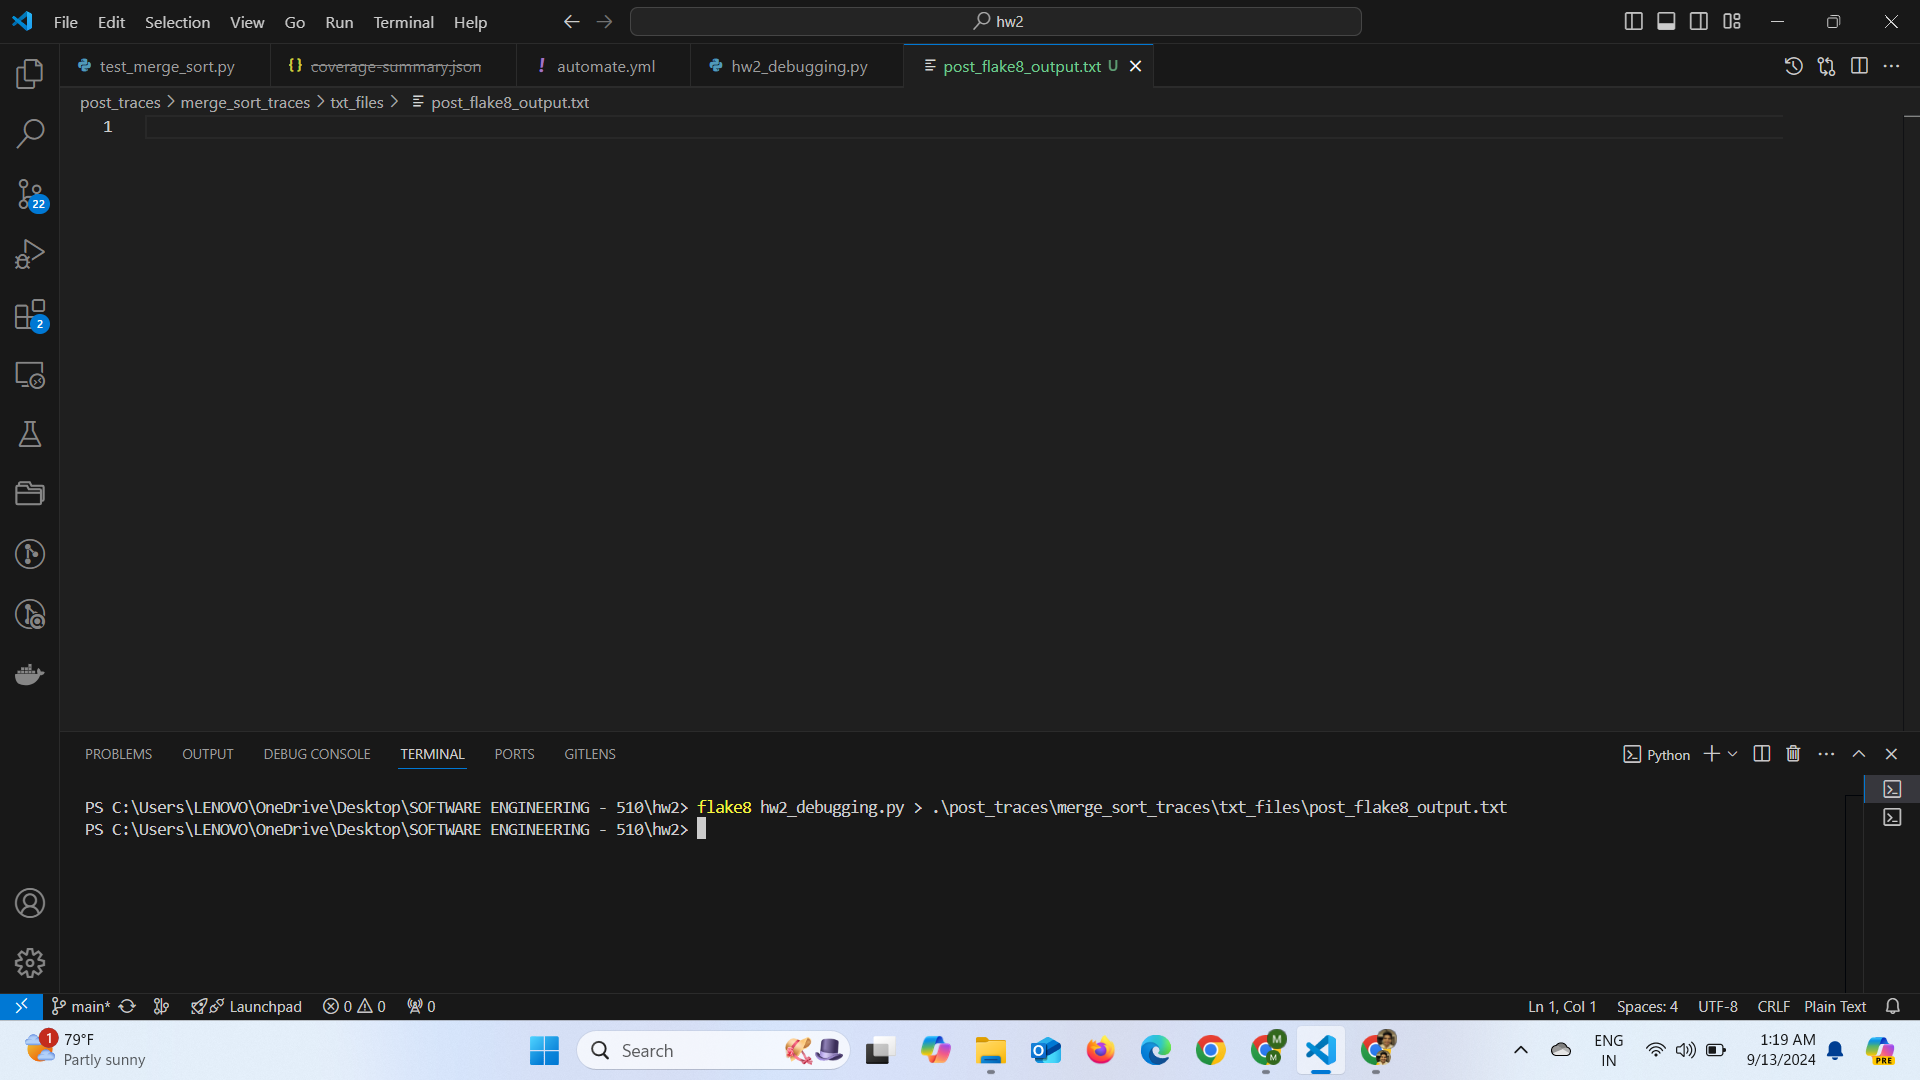 File Edit Selection View Go Run Terminal Help
hw2
test_merge_sort.py
{} coverage-summary.json
! automate.yml
hw2_debugging.py
post_flake8_output.txt U
post_traces > merge_sort_traces > txt_files > post_flake8_output.txt
1
22
2
PROBLEMS OUTPUT DEBUG CONSOLE TERMINAL PORTS GITLENS
Python
PS C:\Users\LENOVO\OneDrive\Desktop\SOFTWARE ENGINEERING - 510\hw2> flake8 hw2_debugging.py > .\post_traces\merge_sort_traces\txt_files\post_flake8_output.txt
PS C:\Users\LENOVO\OneDrive\Desktop\SOFTWARE ENGINEERING - 510\hw2>
main* Launchpad 0 0 0
Ln 1, Col 1 Spaces: 4 UTF-8 CRLF Plain Text
1
79°F
Partly sunny
Search
M
M
ENG
IN
1:19 AM
9/13/2024
PRE